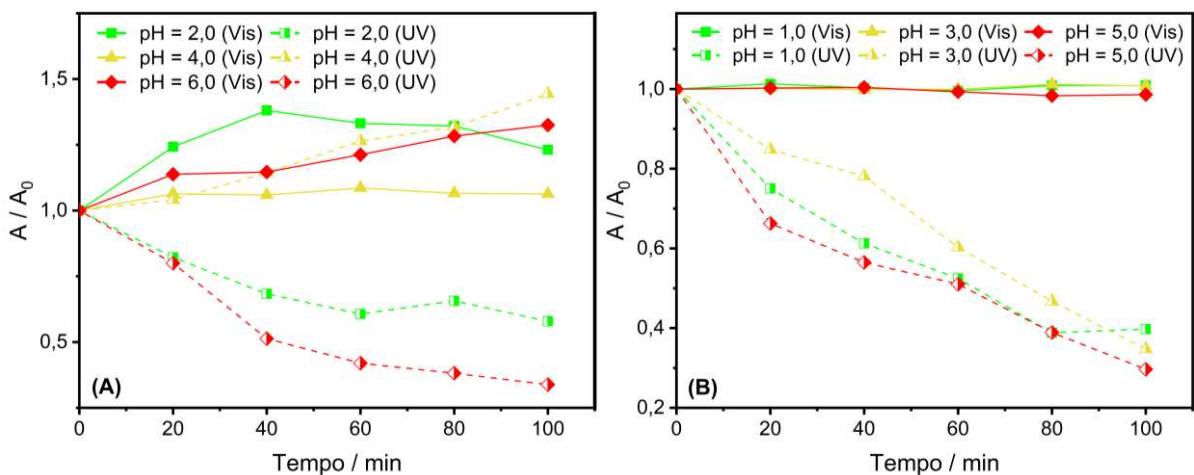 pH = 2,0 (Vis) pH = 2,0 (UV)
pH = 4,0 (Vis) pH = 4,0 (UV)
pH = 6,0 (Vis) pH = 6,0 (UV)
1,5
1,0
0,5
A / A0
(A)
0 20 40 60 80 100
Tempo / min
pH = 1,0 (Vis) pH = 3,0 (Vis) pH = 5,0 (Vis)
pH = 1,0 (UV) pH = 3,0 (UV) pH = 5,0 (UV)
1,0
0,8
0,6
0,4
0,2
A / A0
(B)
0 20 40 60 80 100
Tempo / min